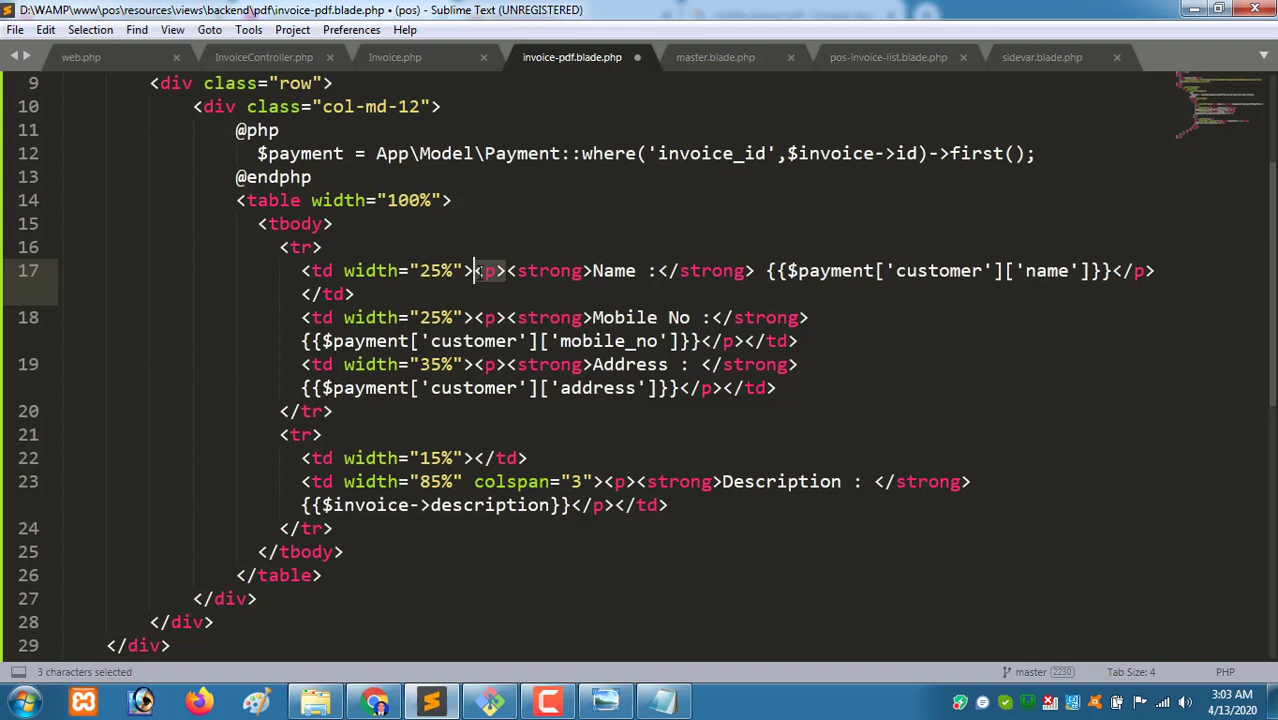 D:\WAMP\www\pos\resources\views\backend\pdf\invoice-pdf.blade.php • (pos) - Sublime Text (UNREGISTERED)
File Edit Selection Find View Goto Tools Project Preferences Help
web.php InvoiceController.php Invoice.php invoice-pdf.blade.php master.blade.php pos-invoice-list.blade.php sidevar.blade.php
9 <div class="row">
10 <div class="col-md-12">
11 @php
12 $payment = App\Model\Payment::where('invoice_id',$invoice->id)->first();
13 @endphp
14 <table width="100%">
15 <tbody>
16 <tr>
17 <td width="25%"><p><strong>Name :</strong> {{$payment['customer']['name']}}</p>
</td>
18 <td width="25%"><p><strong>Mobile No :</strong>
{{$payment['customer']['mobile_no']}}</p></td>
19 <td width="35%"><p><strong>Address : </strong>
{{$payment['customer']['address']}}</p></td>
20 </tr>
21 <tr>
22 <td width="15%"></td>
23 <td width="85%" colspan="3"><p><strong>Description : </strong>
{{$invoice->description}}</p></td>
24 </tr>
25 </tbody>
26 </table>
27 </div>
28 </div>
29 </div>
3 characters selected master 2230 Tab Size: 4 PHP
3:03 AM
4/13/2020